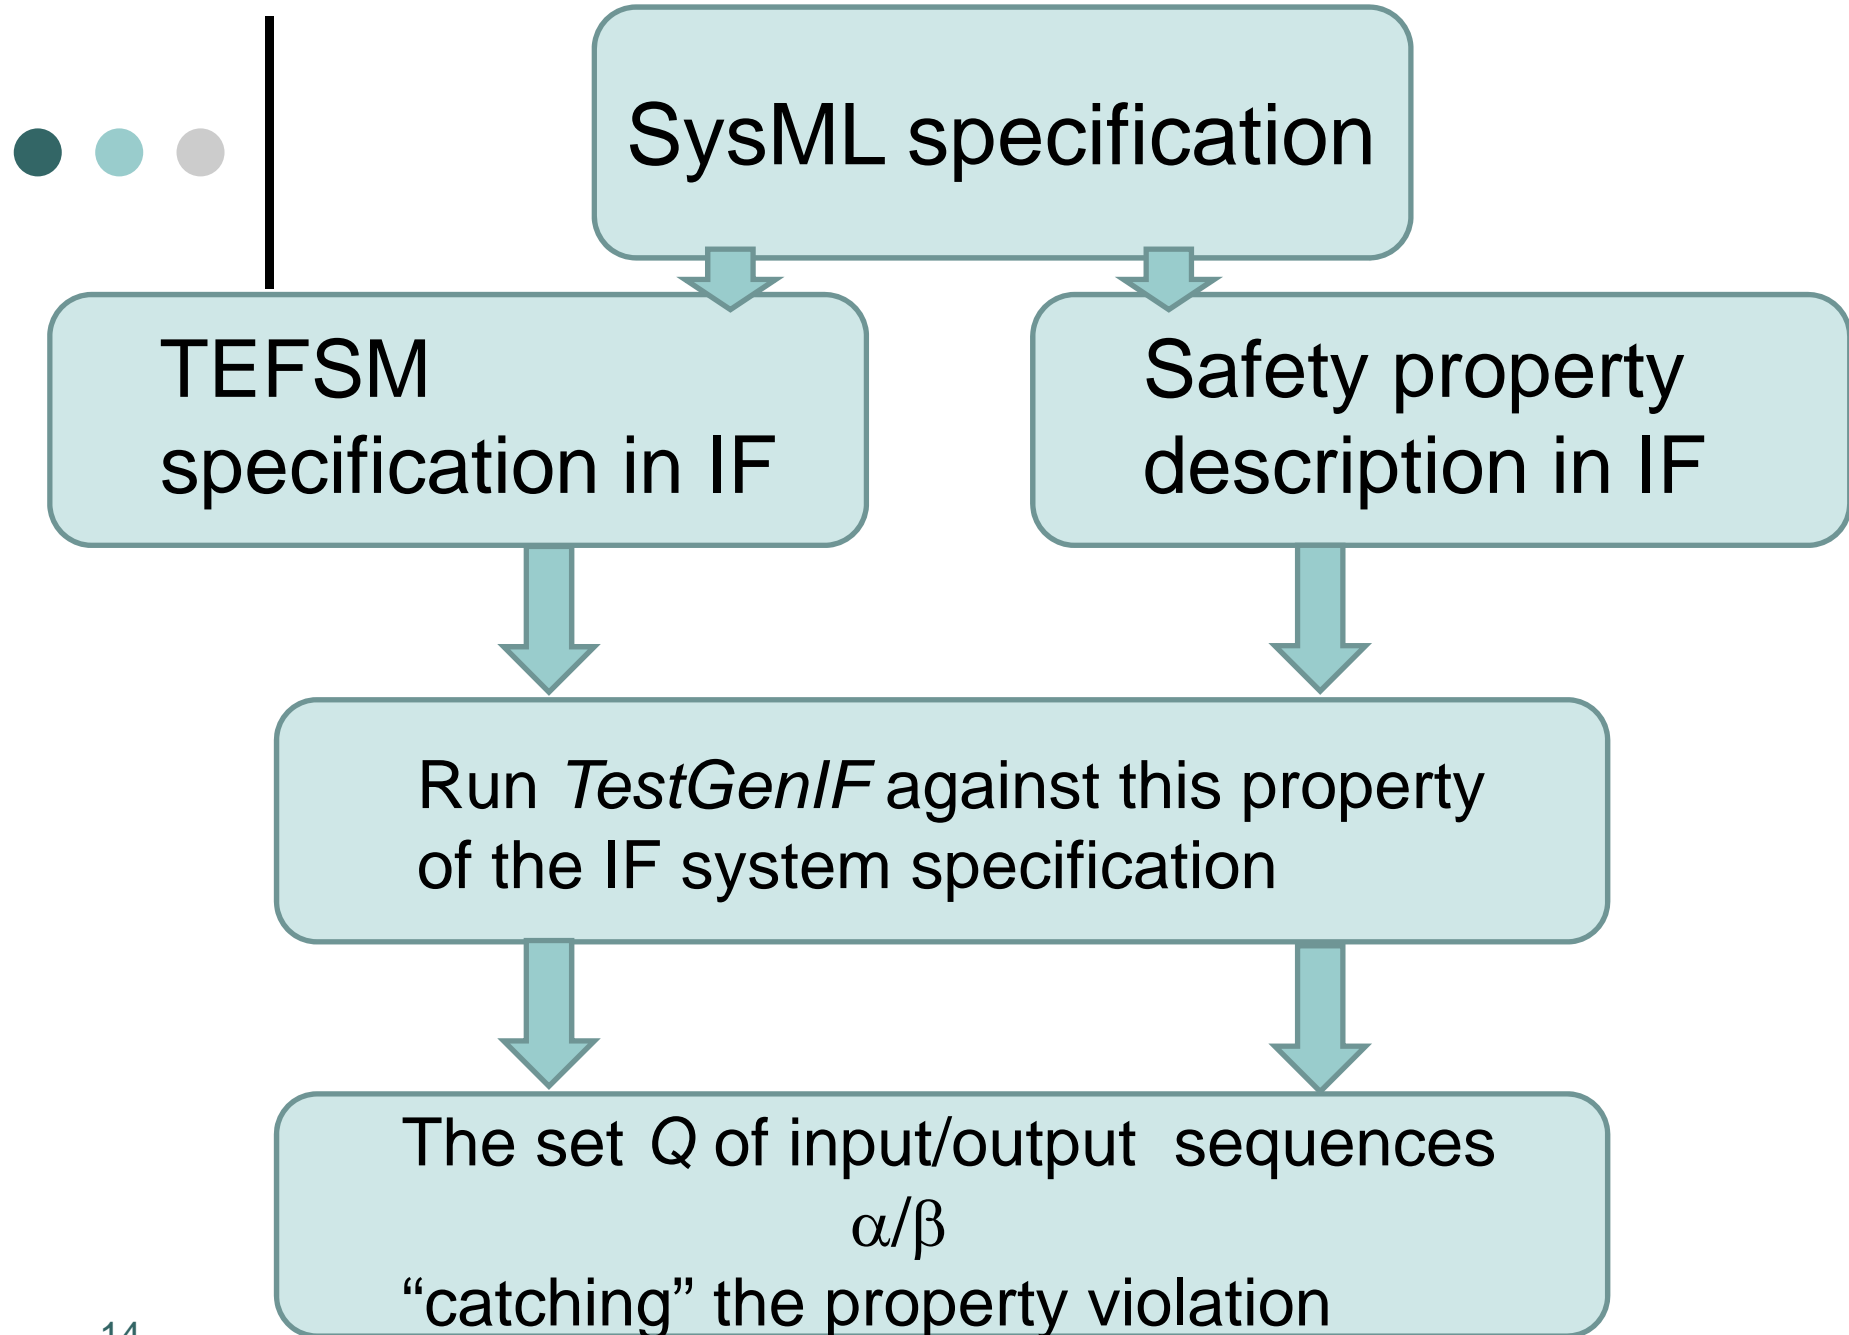 SysML specification
TEFSM
specification in IF
Safety property
description in IF
Run TestGenIF against this property
of the IF system specification
The set Q of input/output sequences
α/β
“catching” the property violation
14